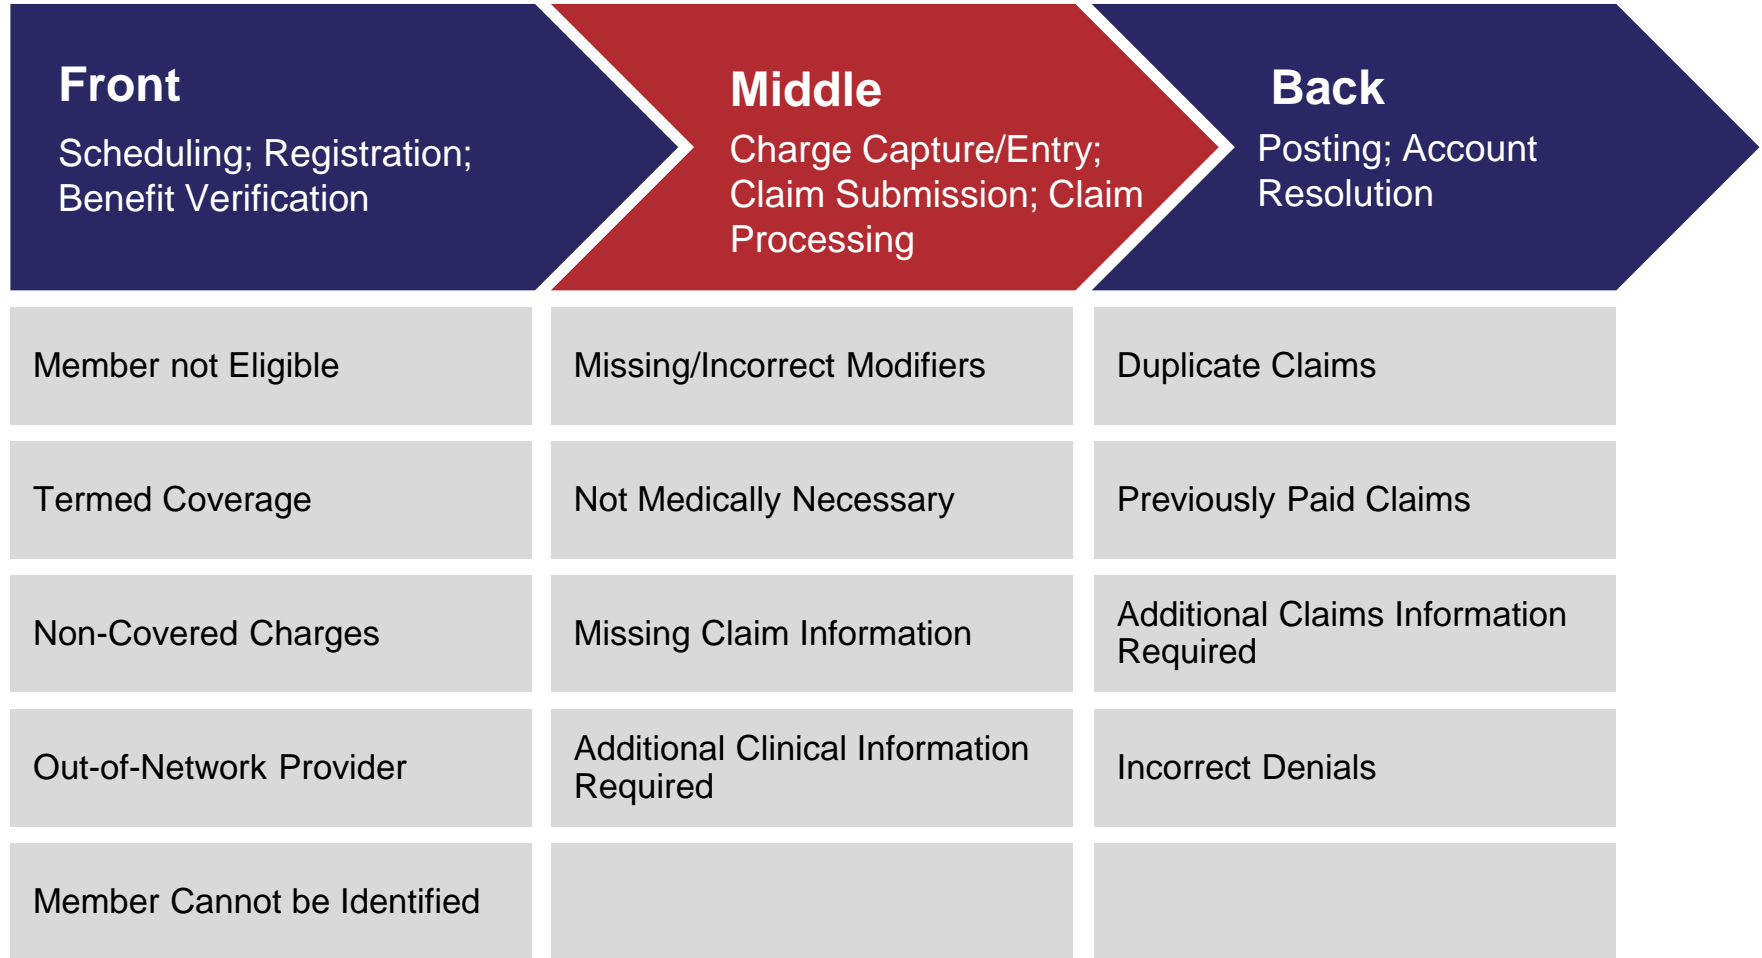 Front
Scheduling; Registration;
Benefit Verification
Middle
Charge Capture/Entry;
Claim Submission; Claim
Processing
Back
Posting; Account
Resolution
Member not Eligible
Missing/Incorrect Modifiers
Duplicate Claims
Termed Coverage
Not Medically Necessary
Previously Paid Claims
Non-Covered Charges
Missing Claim Information
Additional Claims Information
Required
Out-of-Network Provider
Additional Clinical Information
Required
Incorrect Denials
Member Cannot be Identified